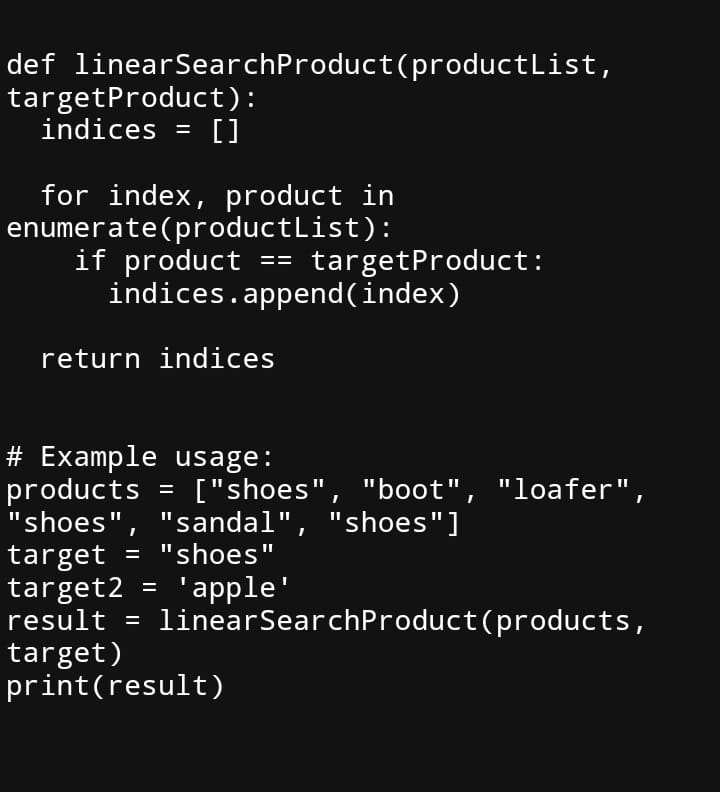 def linearSearchProduct(productList,
targetProduct):
  indices = []

  for index, product in
enumerate(productList):
    if product == targetProduct:
      indices.append(index)

  return indices


# Example usage:
products = ["shoes", "boot", "loafer",
"shoes", "sandal", "shoes"]
target = "shoes"
target2 = 'apple'
result = linearSearchProduct(products,
target)
print(result)